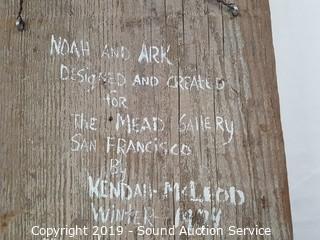 NOAH AND ARK
DESIGNED AND CREATED
for
THE MEAD GALLERY
SAN FRANCISCO
By
KENDAH McLEOD
WINTER - 1974
Copyright 2019 - Sound Auction Service